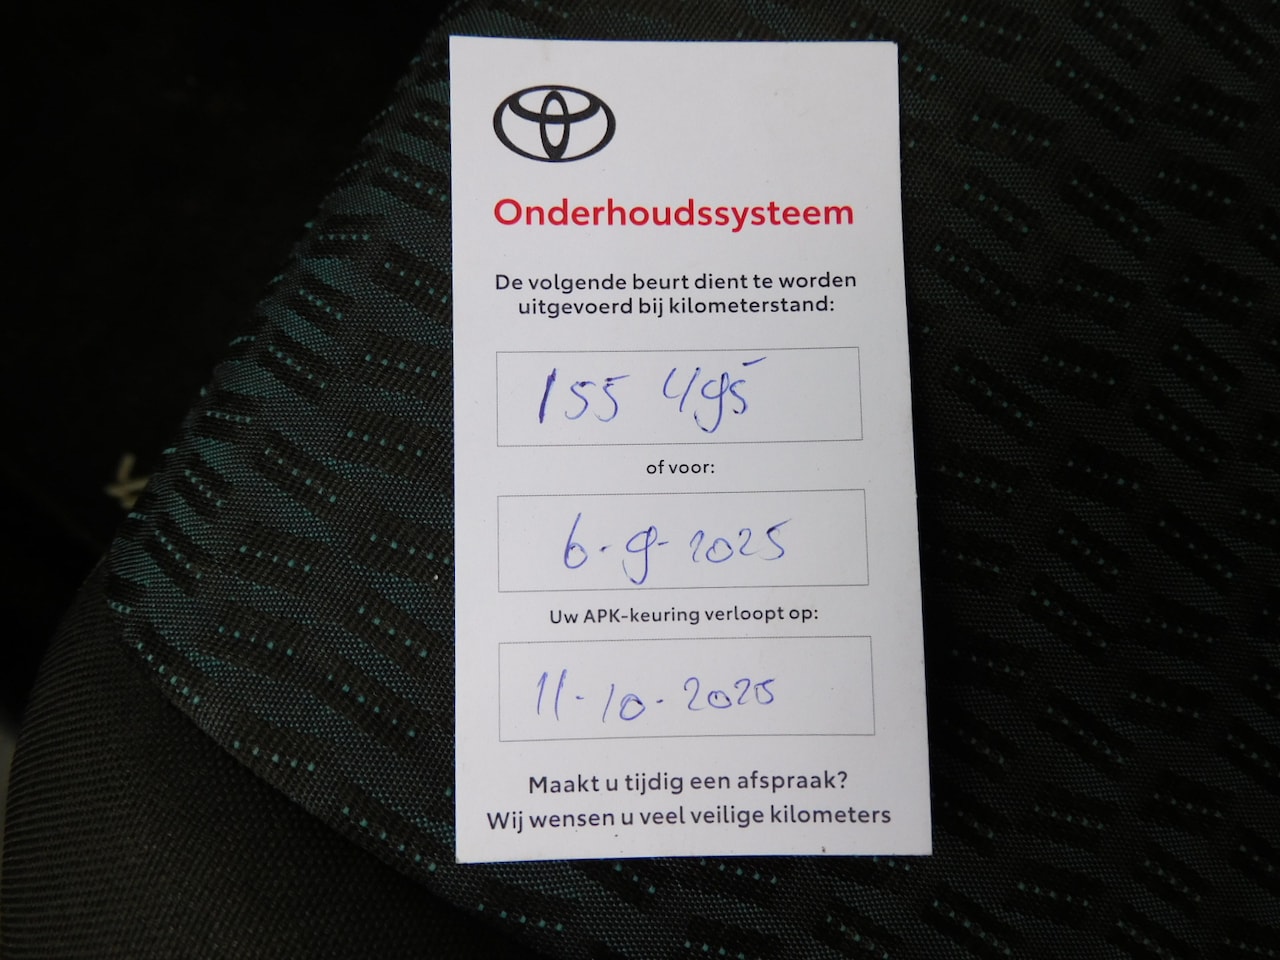 Onderhoudssysteem
De volgende beurt dient te worden
uitgevoerd bij kilometerstand:
155 495
of voor:
6-9-2025
Uw APK-keuring verloopt op:
11-10-2025
Maakt u tijdig een afspraak?
Wij wensen u veel veilige kilometers